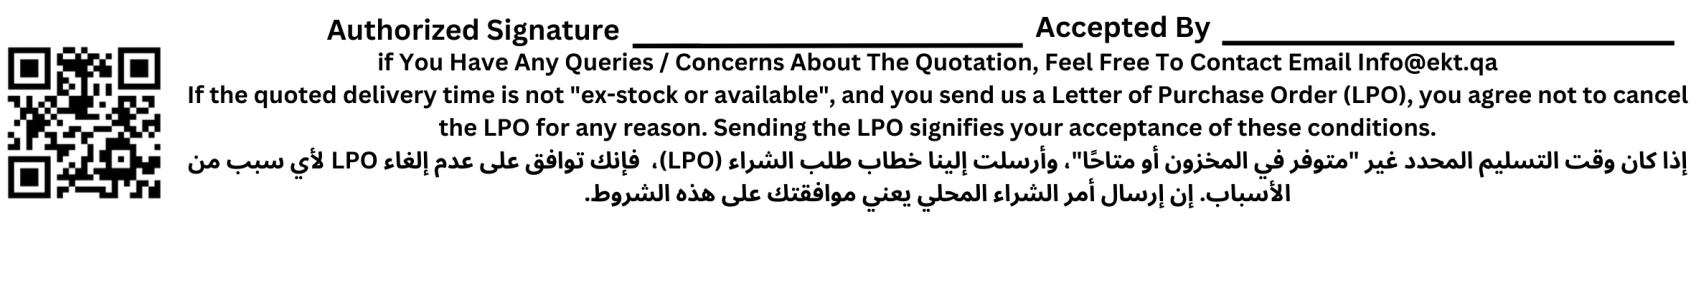 Authorized Signature Accepted By
if You Have Any Queries / Concerns About The Quotation, Feel Free To Contact Email Info@ekt.qa
If the quoted delivery time is not "ex-stock or available", and you send us a Letter of Purchase Order (LPO), you agree not to cancel
the LPO for any reason. Sending the LPO signifies your acceptance of these conditions.
إذا كان وقت التسليم المحدد غير "متوفر في المخزون أو متاحًا"، وأرسلت إلينا خطاب طلب الشراء (LPO)، فإنك توافق على عدم إلغاء LPO لأي سبب من
الأسباب. إن إرسال أمر الشراء المحلي يعني موافقتك على هذه الشروط.